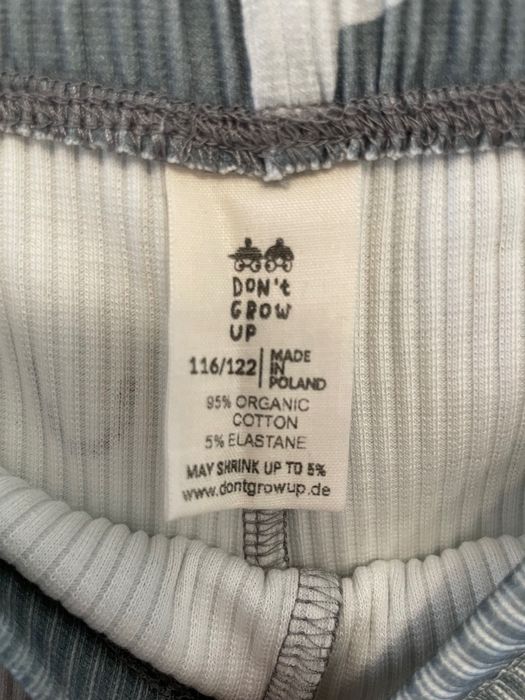 DON't
GROW
UP
116/122 | MADE
IN
POLAND
95% ORGANIC
COTTON
5% ELASTANE
MAY SHRINK UP TO 5%
www.dontgrowup.de